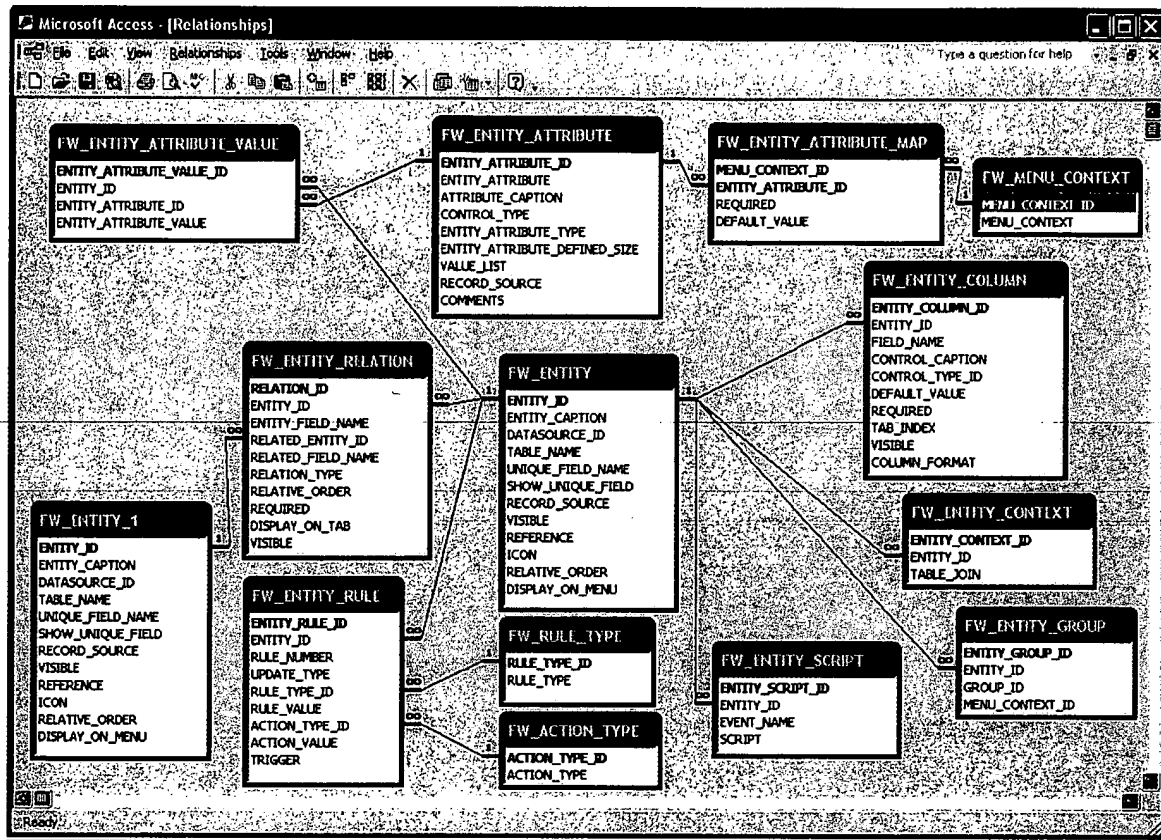 Microsoft Access - [Relationships]
File Edit View Relationships Tools Window Help
Type a question for help
FW_ENTITY_ATTRIBUTE_VALUE
ENTITY_ATTRIBUTE_VALUE_ID
ENTITY_ID
ENTITY_ATTRIBUTE_ID
ENTITY_ATTRIBUTE_VALUE
FW_ENTITY_ATTRIBUTE
ENTITY_ATTRIBUTE_ID
ENTITY_ATTRIBUTE
ATTRIBUTE_CAPTION
CONTROL_TYPE
ENTITY_ATTRIBUTE_TYPE
ENTITY_ATTRIBUTE_DEFINED_SIZE
VALUE_LIST
RECORD_SOURCE
COMMENTS
FW_ENTITY_ATTRIBUTE_MAP
MENU_CONTEXT_ID
ENTITY_ATTRIBUTE_ID
REQUIRED
DEFAULT_VALUE
FW_MENU_CONTEXT
MENU_CONTEXT_ID
MENU_CONTEXT
FW_ENTITY_COLUMN
ENTITY_COLUMN_ID
ENTITY_ID
FIELD_NAME
CONTROL_CAPTION
CONTROL_TYPE_ID
DEFAULT_VALUE
REQUIRED
TAB_INDEX
VISIBLE
COLUMN_FORMAT
FW_ENTITY_RELATION
RELATION_ID
ENTITY_ID
ENTITY_FIELD_NAME
RELATED_ENTITY_ID
RELATED_FIELD_NAME
RELATION_TYPE
RELATIVE_ORDER
REQUIRED
DISPLAY_ON_TAB
VISIBLE
FW_ENTITY
ENTITY_ID
ENTITY_CAPTION
DATASOURCE_ID
TABLE_NAME
UNIQUE_FIELD_NAME
SHOW_UNIQUE_FIELD
RECORD_SOURCE
VISIBLE
REFERENCE
ICON
RELATIVE_ORDER
DISPLAY_ON_MENU
FW_ENTITY_1
ENTITY_ID
ENTITY_CAPTION
DATASOURCE_ID
TABLE_NAME
UNIQUE_FIELD_NAME
SHOW_UNIQUE_FIELD
RECORD_SOURCE
VISIBLE
REFERENCE
ICON
RELATIVE_ORDER
DISPLAY_ON_MENU
FW_ENTITY_RULE
ENTITY_RULE_ID
ENTITY_ID
RULE_NUMBER
UPDATE_TYPE
RULE_TYPE_ID
RULE_VALUE
ACTION_TYPE_ID
ACTION_VALUE
TRIGGER
FW_RULE_TYPE
RULE_TYPE_ID
RULE_TYPE
FW_ACTION_TYPE
ACTION_TYPE_ID
ACTION_TYPE
FW_ENTITY_SCRIPT
ENTITY_SCRIPT_ID
ENTITY_ID
EVENT_NAME
SCRIPT
FW_ENTITY_CONTEXT
ENTITY_CONTEXT_ID
ENTITY_ID
TABLE_JOIN
FW_ENTITY_GROUP
ENTITY_GROUP_ID
ENTITY_ID
GROUP_ID
MENU_CONTEXT_ID
Ready